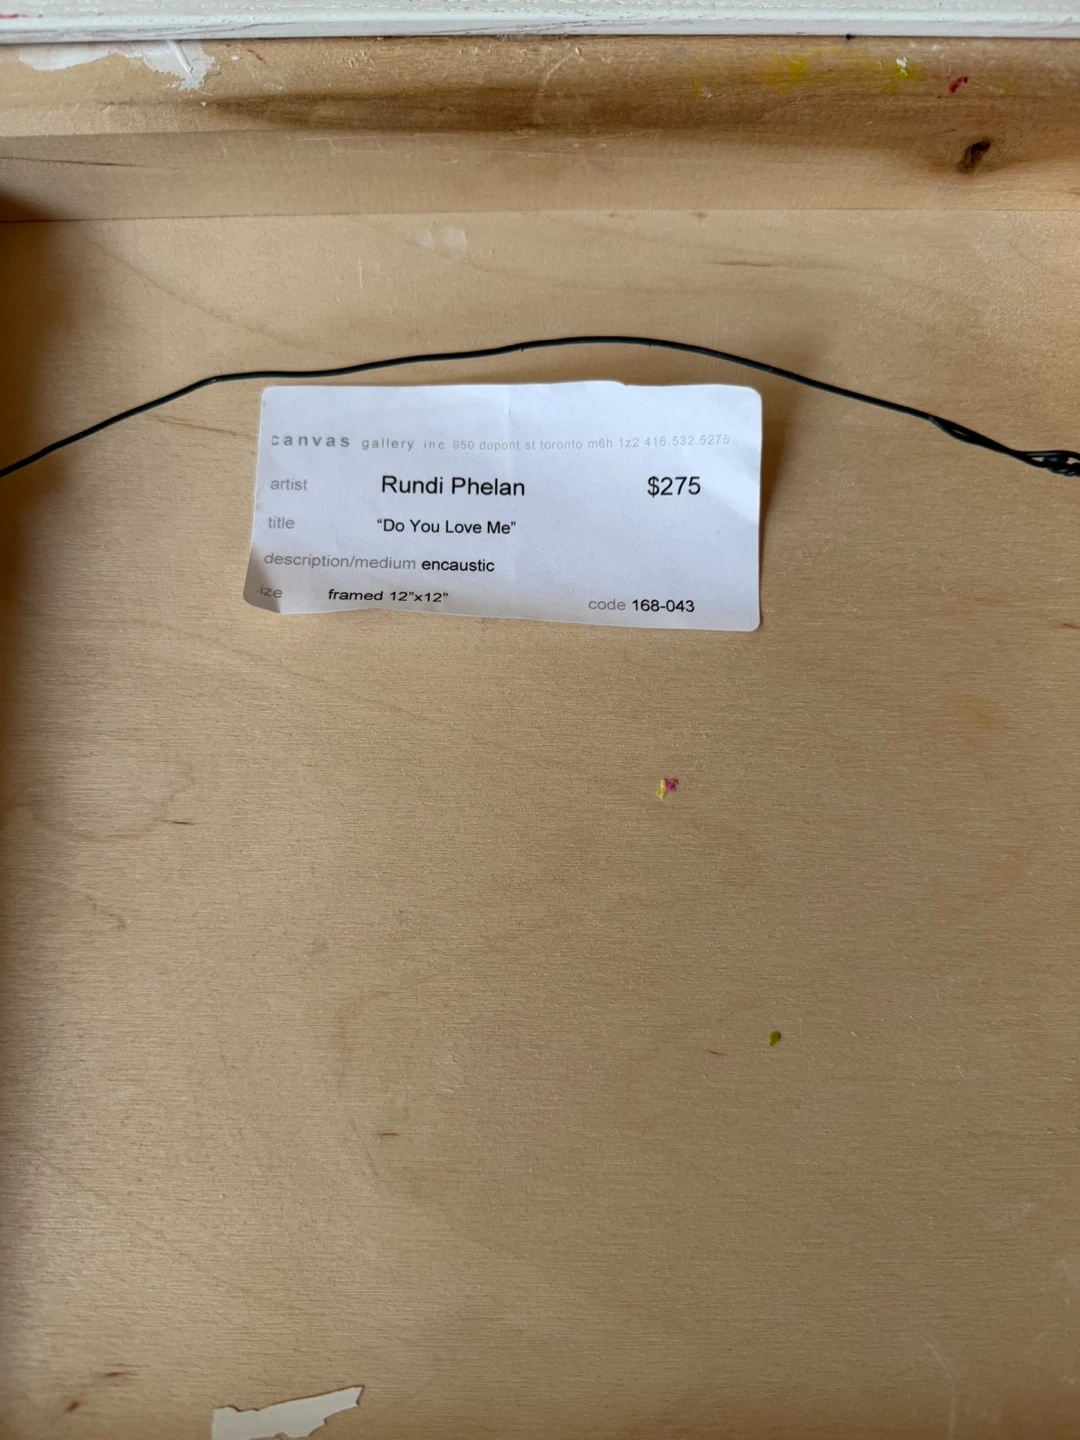 canvas gallery inc 950 dupont st toronto m6h 1z2 416.532.5275
artist Rundi Phelan $275
title "Do You Love Me"
description/medium encaustic
size framed 12"x12" code 168-043